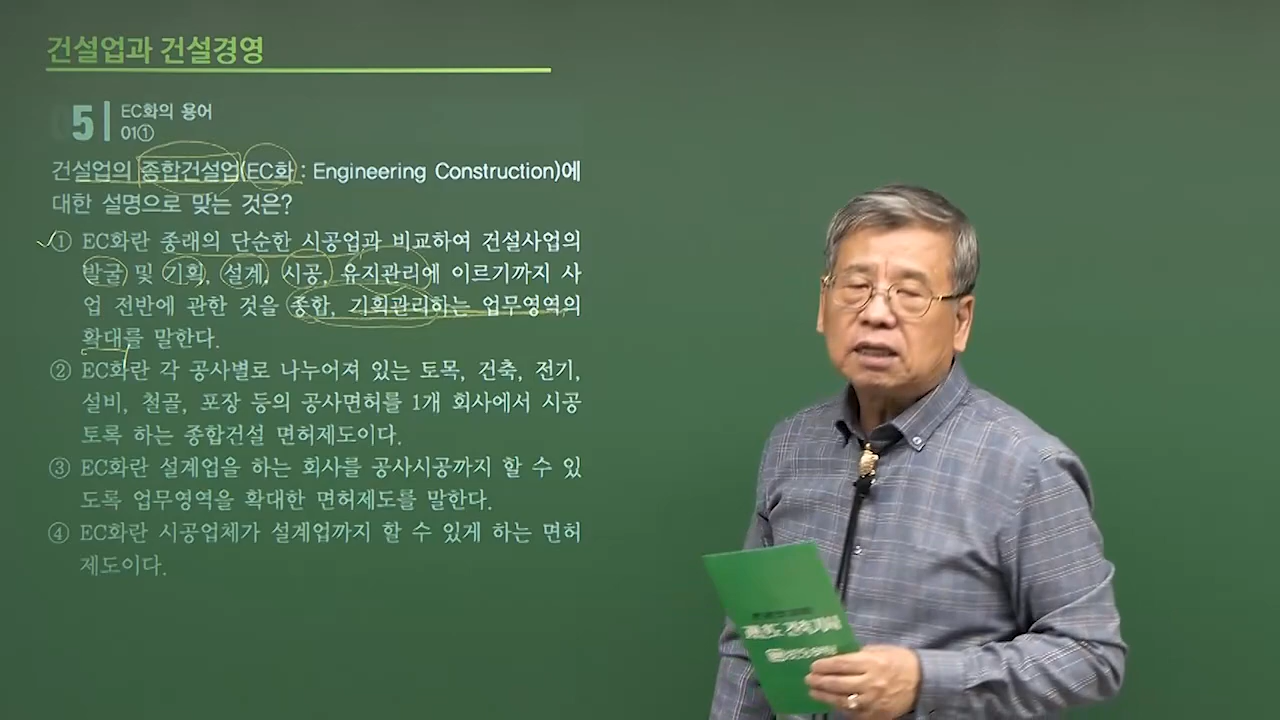 건설업과 건설경영
05 EC화의 용어
01①
건설업의 종합건설업(EC화 : Engineering Construction)에
대한 설명으로 맞는 것은?
① EC화란 종래의 단순한 시공업과 비교하여 건설사업의
발굴 및 기획, 설계, 시공, 유지관리에 이르기까지 사
업 전반에 관한 것을 종합, 기획관리하는 업무영역의
확대를 말한다.
② EC화란 각 공사별로 나누어져 있는 토목, 건축, 전기,
설비, 철골, 포장 등의 공사면허를 1개 회사에서 시공
토록 하는 종합건설 면허제도이다.
③ EC화란 설계업을 하는 회사를 공사시공까지 할 수 있
도록 업무영역을 확대한 면허제도를 말한다.
④ EC화란 시공업체가 설계업까지 할 수 있게 하는 면허
제도이다.